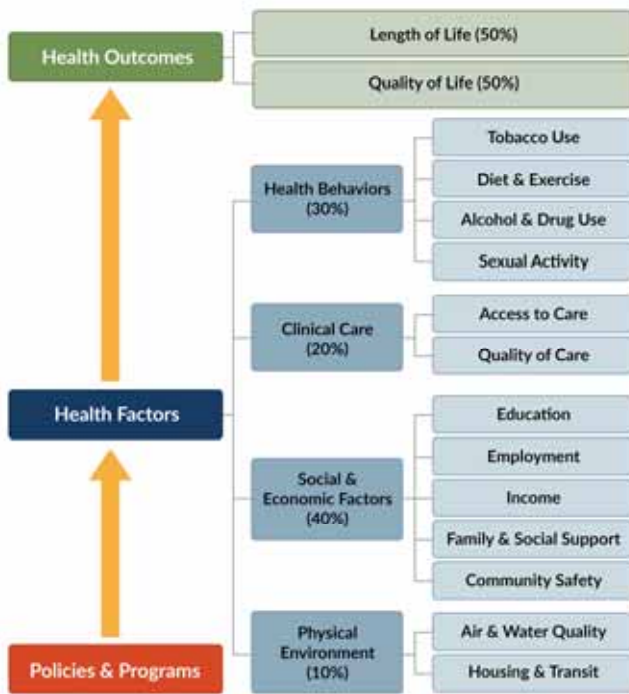 Health Outcomes
Length of Life (50%)
Quality of Life (50%)
Health Factors
Health Behaviors
(30%)
Tobacco Use
Diet & Exercise
Alcohol & Drug Use
Sexual Activity
Clinical Care
(20%)
Access to Care
Quality of Care
Social &
Economic Factors
(40%)
Education
Employment
Income
Family & Social Support
Community Safety
Physical
Environment
(10%)
Air & Water Quality
Housing & Transit
Policies & Programs